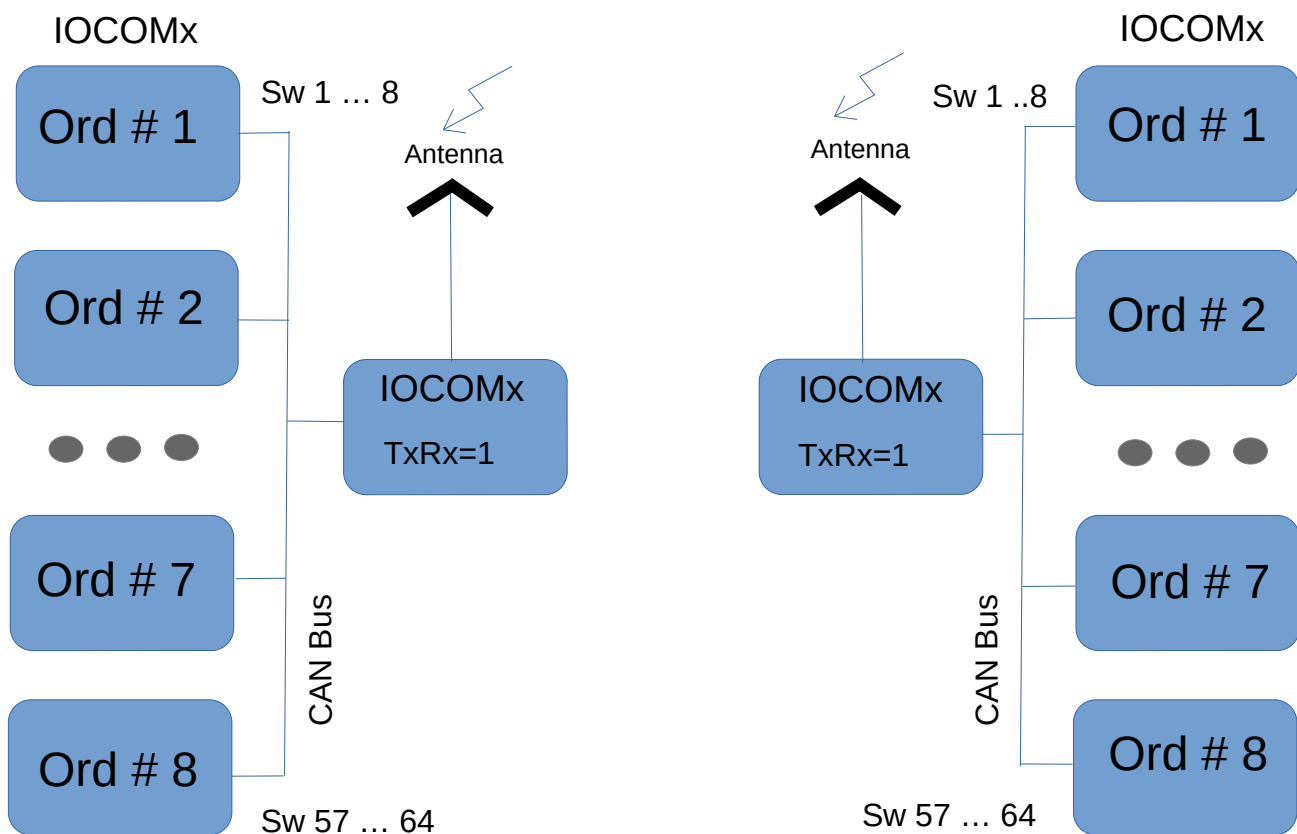 IOCOMx
Ord # 1
Sw 1 … 8
Antenna
Ord # 2
IOCOMx
TxRx=1
Ord # 7
CAN Bus
Ord # 8
Sw 57 … 64
IOCOMx
Sw 1 ..8
Ord # 1
Antenna
Ord # 2
IOCOMx
TxRx=1
Ord # 7
CAN Bus
Ord # 8
Sw 57 … 64